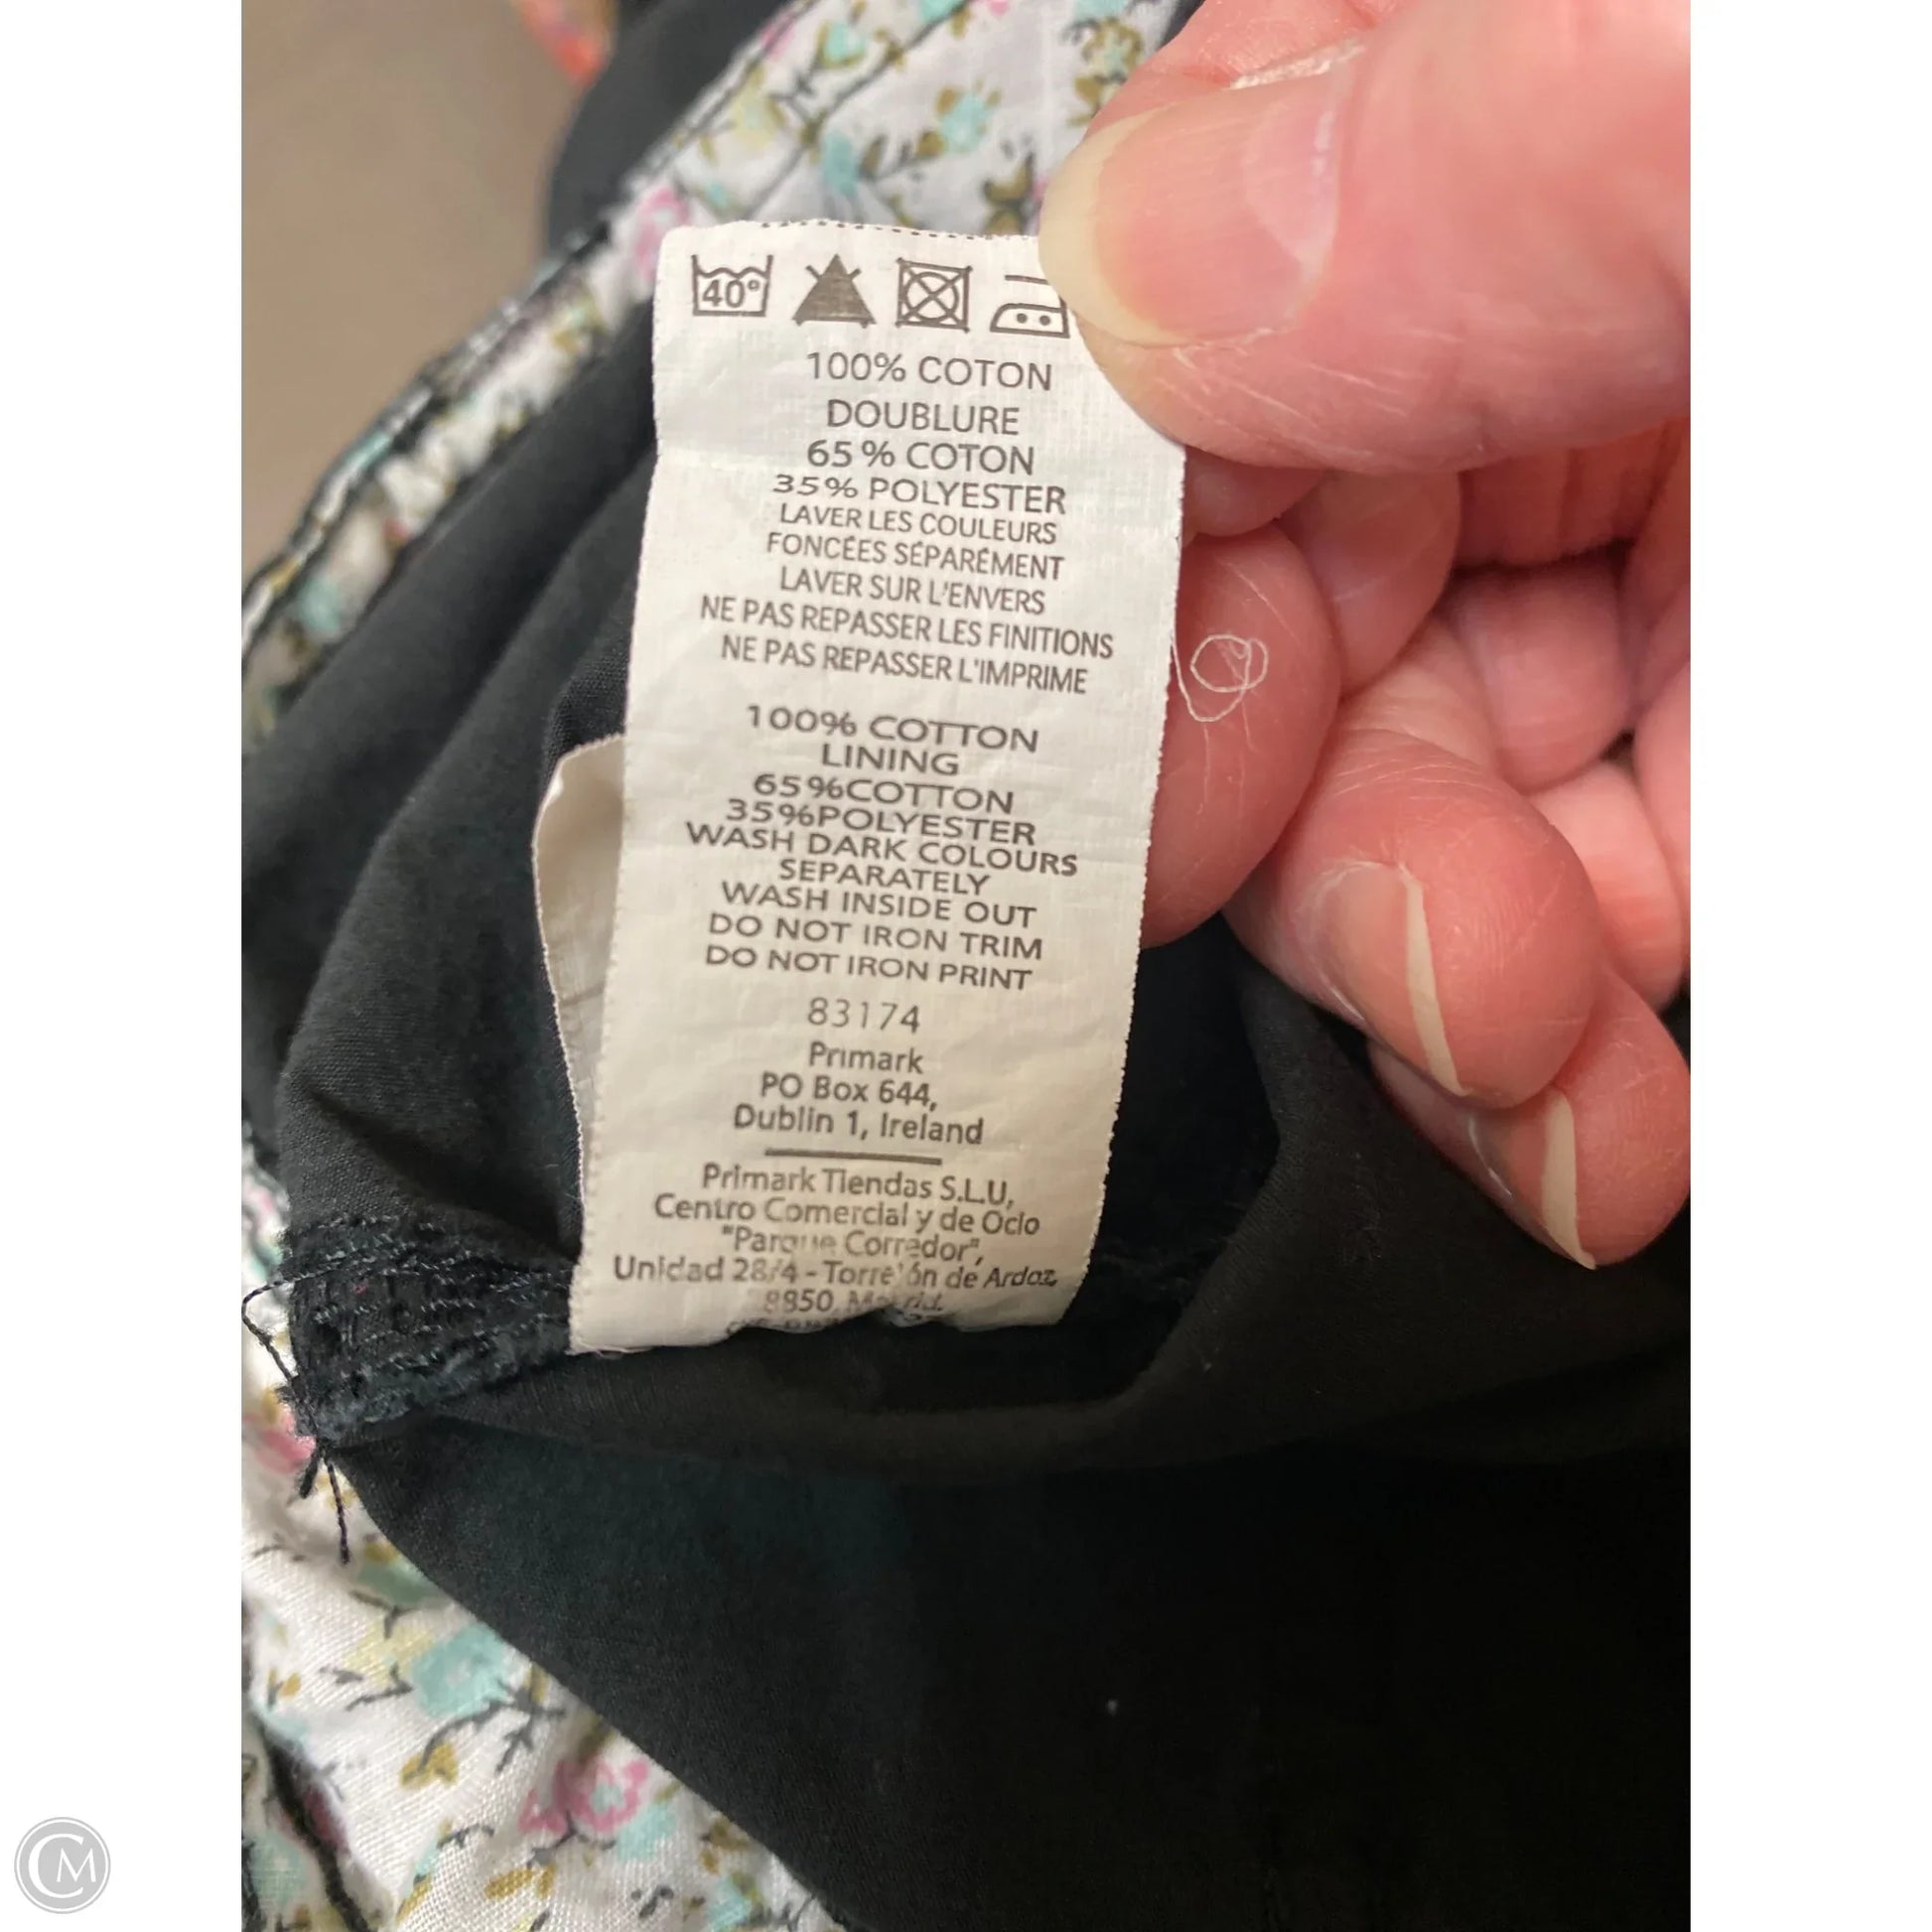 40°
100% COTON
DOUBLURE
65% COTON
35% POLYESTER
LAVER LES COULEURS
FONCÉES SÉPARÉMENT
LAVER SUR L'ENVERS
NE PAS REPASSER LES FINITIONS
NE PAS REPASSER L'IMPRIME
100% COTTON
LINING
65%COTTON
35%POLYESTER
WASH DARK COLOURS
SEPARATELY
WASH INSIDE OUT
DO NOT IRON TRIM
DO NOT IRON PRINT
83174
Primark
PO Box 644,
Dublin 1, Ireland
Primark Tiendas S.L.U,
Centro Comercial y de Ocio
"Parque Corredor",
Unidad 28/4 - Torrejón de Ardoz,
CM